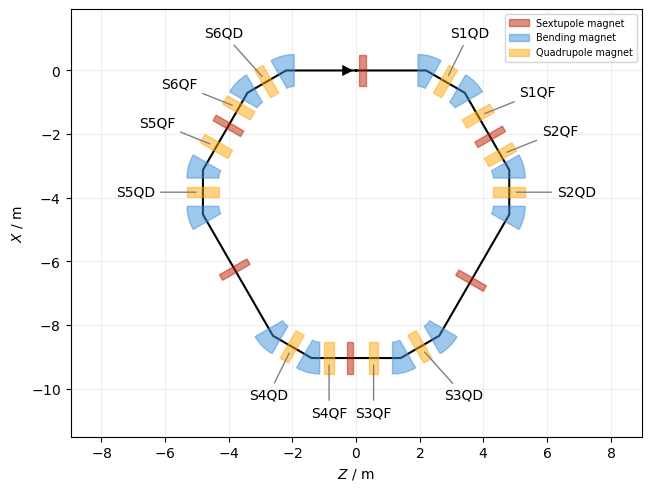 Sextupole magnet
Bending magnet
Quadrupole magnet
S6QD
S1QD
S6QF
S1QF
S5QF
S2QF
S5QD
S2QD
S4QD
S3QD
S4QF
S3QF
0
−2
−4
−6
−8
−10
X / m
−8
−6
−4
−2
0
2
4
6
8
Z / m